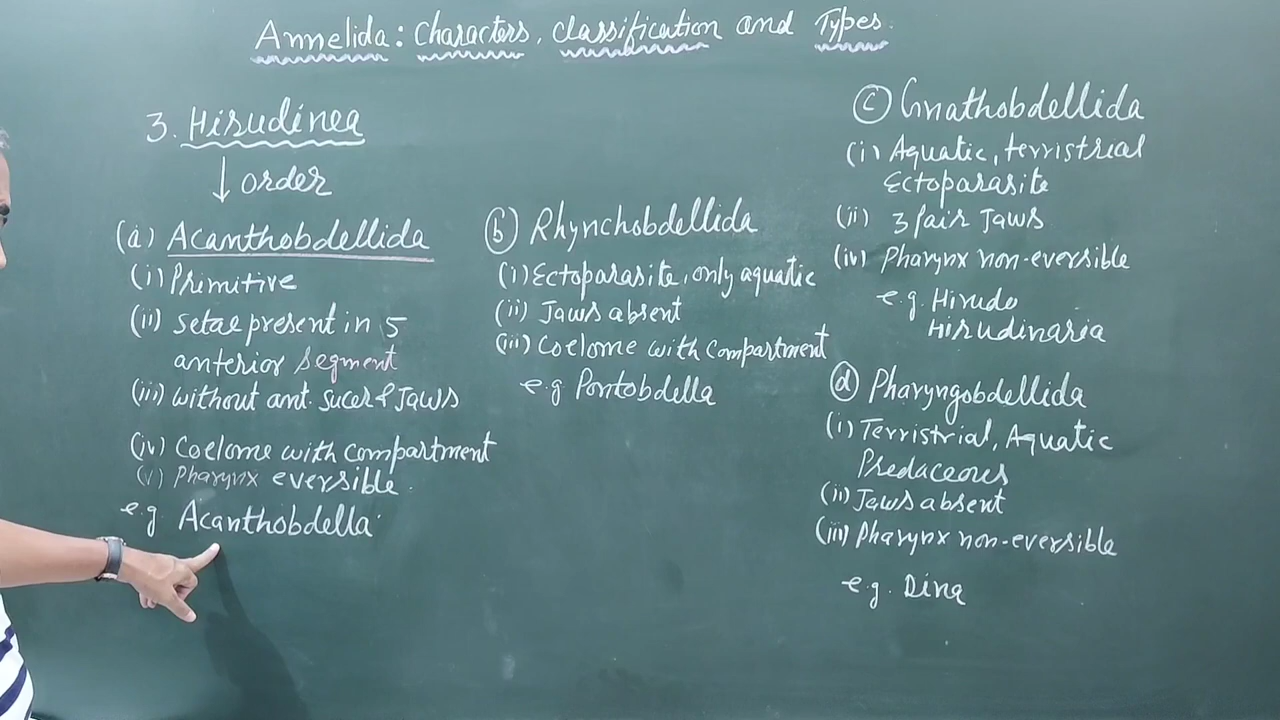 Annelida: Characters, classification and Types.
3. Hirudinea
↓ order
(a) Acanthobdellida
(i) Primitive
(ii) Setae present in 5
anterior segment
(iii) without ant. sucer & Jaws
(iv) Coelome with compartment
(v) Pharynx eversible.
e.g. Acanthobdella
(b) Rhynchobdellida
(i) Ectoparasite, only aquatic
(ii) Jaws absent
(iii) Coelome with compartment
e.g Pontobdella
(c) Gnathobdellida
(i) Aquatic, terristrial
Ectoparasite
(ii) 3 pair Jaws
(iv) Pharynx non-eversible
e.g. Hirudo
Hirudinaria
(d) Pharyngobdellida
(i) Terristrial, Aquatic
Predaceous
(ii) Jaws absent
(iii) Pharynx non-eversible
e.g. Dina